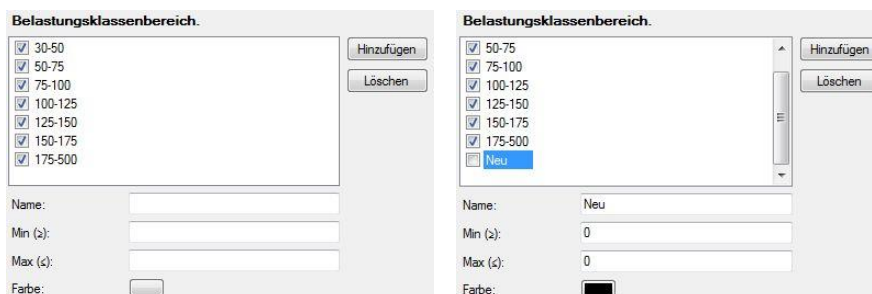 Belastungsklassenbereich.
30-50
50-75
75-100
100-125
125-150
150-175
175-500
Hinzufügen
Löschen
Name:
Min (≥):
Max (≤):
Farbe:
Belastungsklassenbereich.
50-75
75-100
100-125
125-150
150-175
175-500
Neu
Hinzufügen
Löschen
Name: Neu
Min (≥): 0
Max (≤): 0
Farbe: